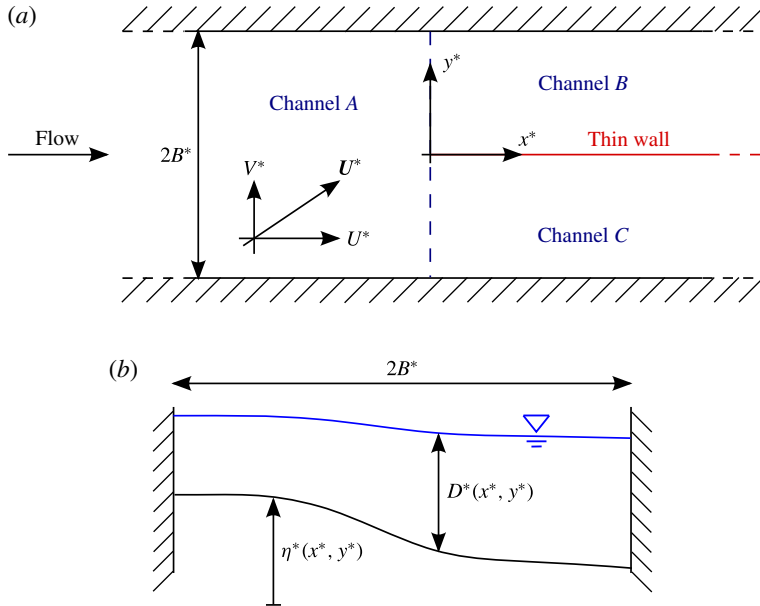 (a)
y*
Channel B
Channel A
Flow
2B*
x*
Thin wall
V*
U*
U*
Channel C
(b)
2B*
D*(x*, y*)
η*(x*, y*)